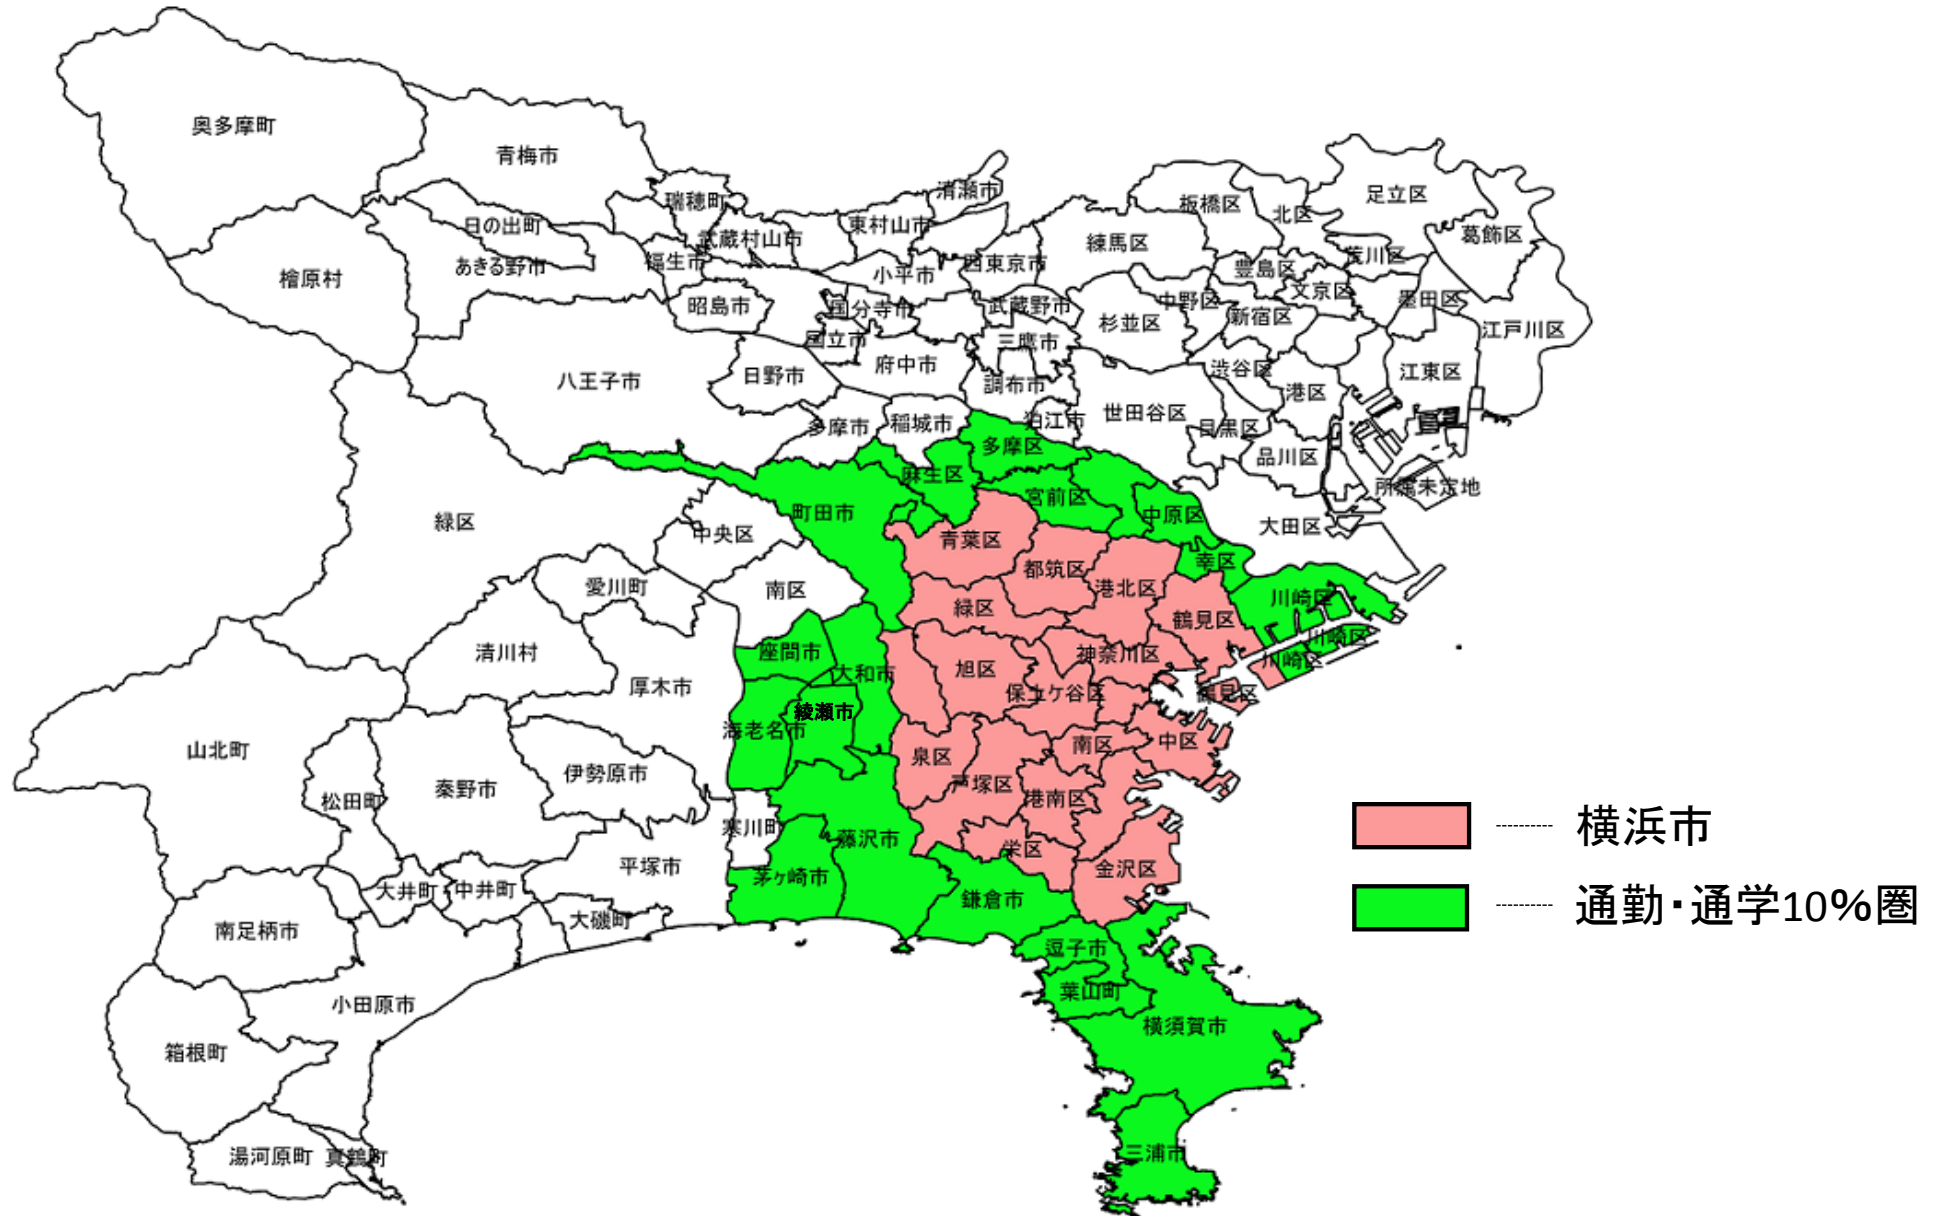 奥多摩町
青梅市
瑞穂町
清瀬市
日の出町
武蔵村山市
東村山市
あきる野市
福生市
檜原村
小平市
西東京市
練馬区
板橋区
北区
足立区
葛飾区
荒川区
豊島区
文京区
墨田区
昭島市
国分寺市
武蔵野市
中野区
杉並区
新宿区
江戸川区
国立市
三鷹市
府中市
日野市
八王子市
調布市
渋谷区
港区
江東区
多摩市
稲城市
狛江市
世田谷区
目黒区
品川区
所属未定地
大田区
多摩区
麻生区
宮前区
中原区
町田市
幸区
川崎区
川崎区
川崎区
緑区
中央区
南区
青葉区
都筑区
港北区
緑区
鶴見区
鶴見区
愛川町
清川村
厚木市
座間市
大和市
綾瀬市
海老名市
旭区
神奈川区
保土ケ谷区
泉区
南区
中区
戸塚区
港南区
栄区
金沢区
山北町
松田町
秦野市
伊勢原市
寒川町
藤沢市
茅ヶ崎市
鎌倉市
平塚市
大井町
中井町
大磯町
南足柄市
小田原市
箱根町
湯河原町
真鶴町
逗子市
葉山町
横須賀市
三浦市
横浜市
通勤・通学10%圏